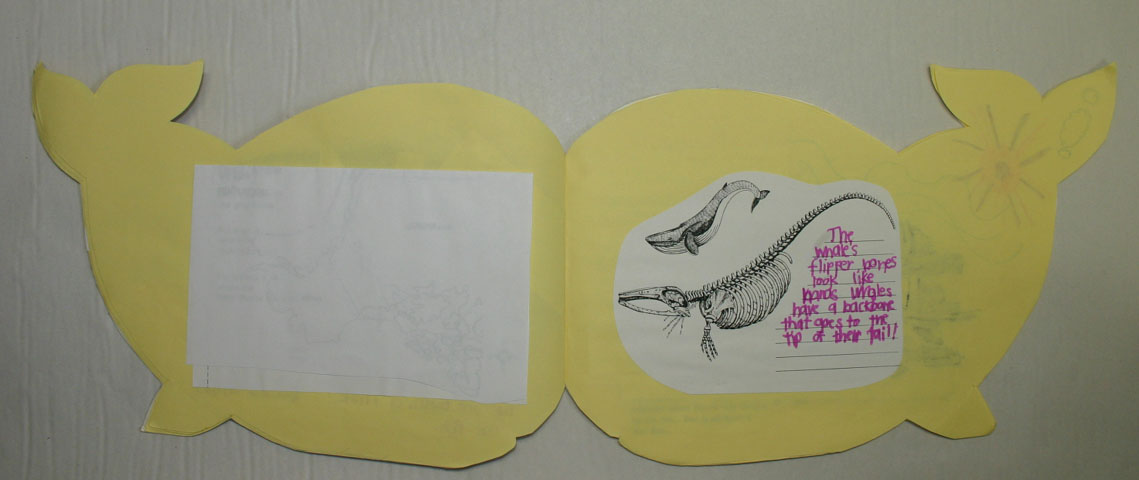 The
whale's
flipper bones
look like
hands whales
have a backbone
that goes to the
tip of their tail!